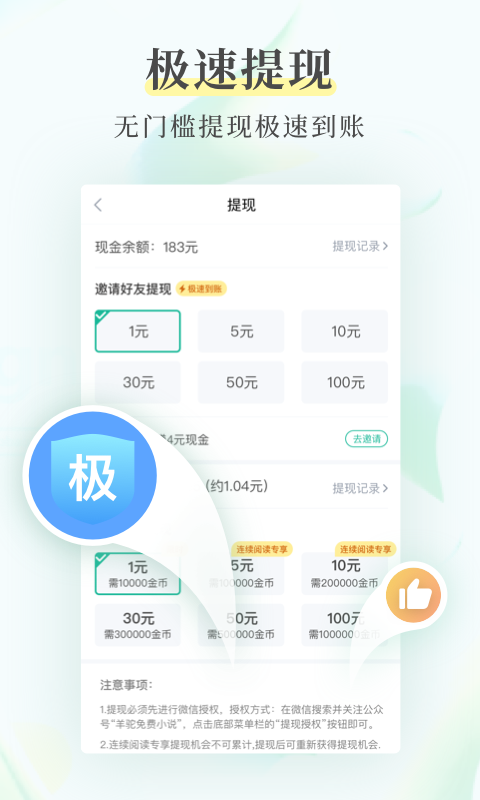 极速提现
无门槛提现极速到账
提现
现金余额：183元
提现记录
邀请好友提现 极速到账
1元 5元 10元
30元 50元 100元
4元现金 去邀请
(约1.04元) 提现记录
极
连续阅读专享 连续阅读专享
1元 5元 10元
需10000金币 需100000金币 需200000金币
30元 50元 100元
需300000金币 需500000金币 需1000000金币
注意事项：
1.提现必须先进行微信授权，授权方式：在微信搜索并关注公众
号“羊驼免费小说”，点击底部菜单栏的“提现授权”按钮即可。
2.连续阅读专享提现机会不可累计,提现后可重新获得提现机会.